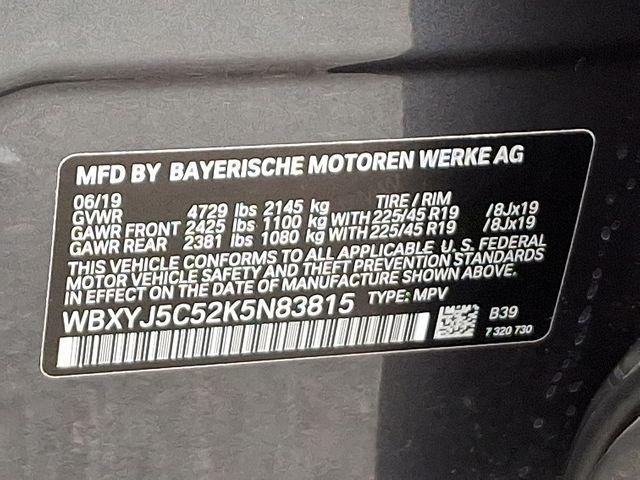 MFD BY BAYERISCHE MOTOREN WERKE AG
06/19 TIRE / RIM
GVWR 4729 lbs 2145 kg
GAWR FRONT 2425 lbs 1100 kg WITH 225/45 R19 /8Jx19
GAWR REAR 2381 lbs 1080 kg WITH 225/45 R19 /8Jx19
THIS VEHICLE CONFORMS TO ALL APPLICABLE U. S. FEDERAL
MOTOR VEHICLE SAFETY AND THEFT PREVENTION STANDARDS
IN EFFECT ON THE DATE OF MANUFACTURE SHOWN ABOVE.
WBXYJ5C52K5N83815 TYPE: MPV
B39
7 320 730